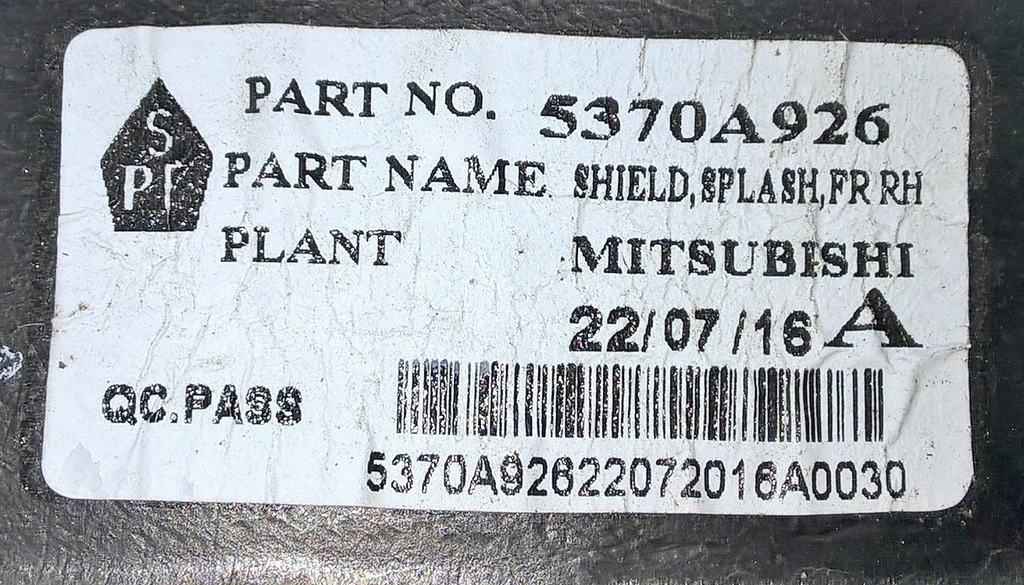 S
PI
PART NO. 5370A926
PART NAME SHIELD,SPLASH,FR RH
PLANT MITSUBISHI
22/07/16 A
QC.PASS
5370A92622072016A0030